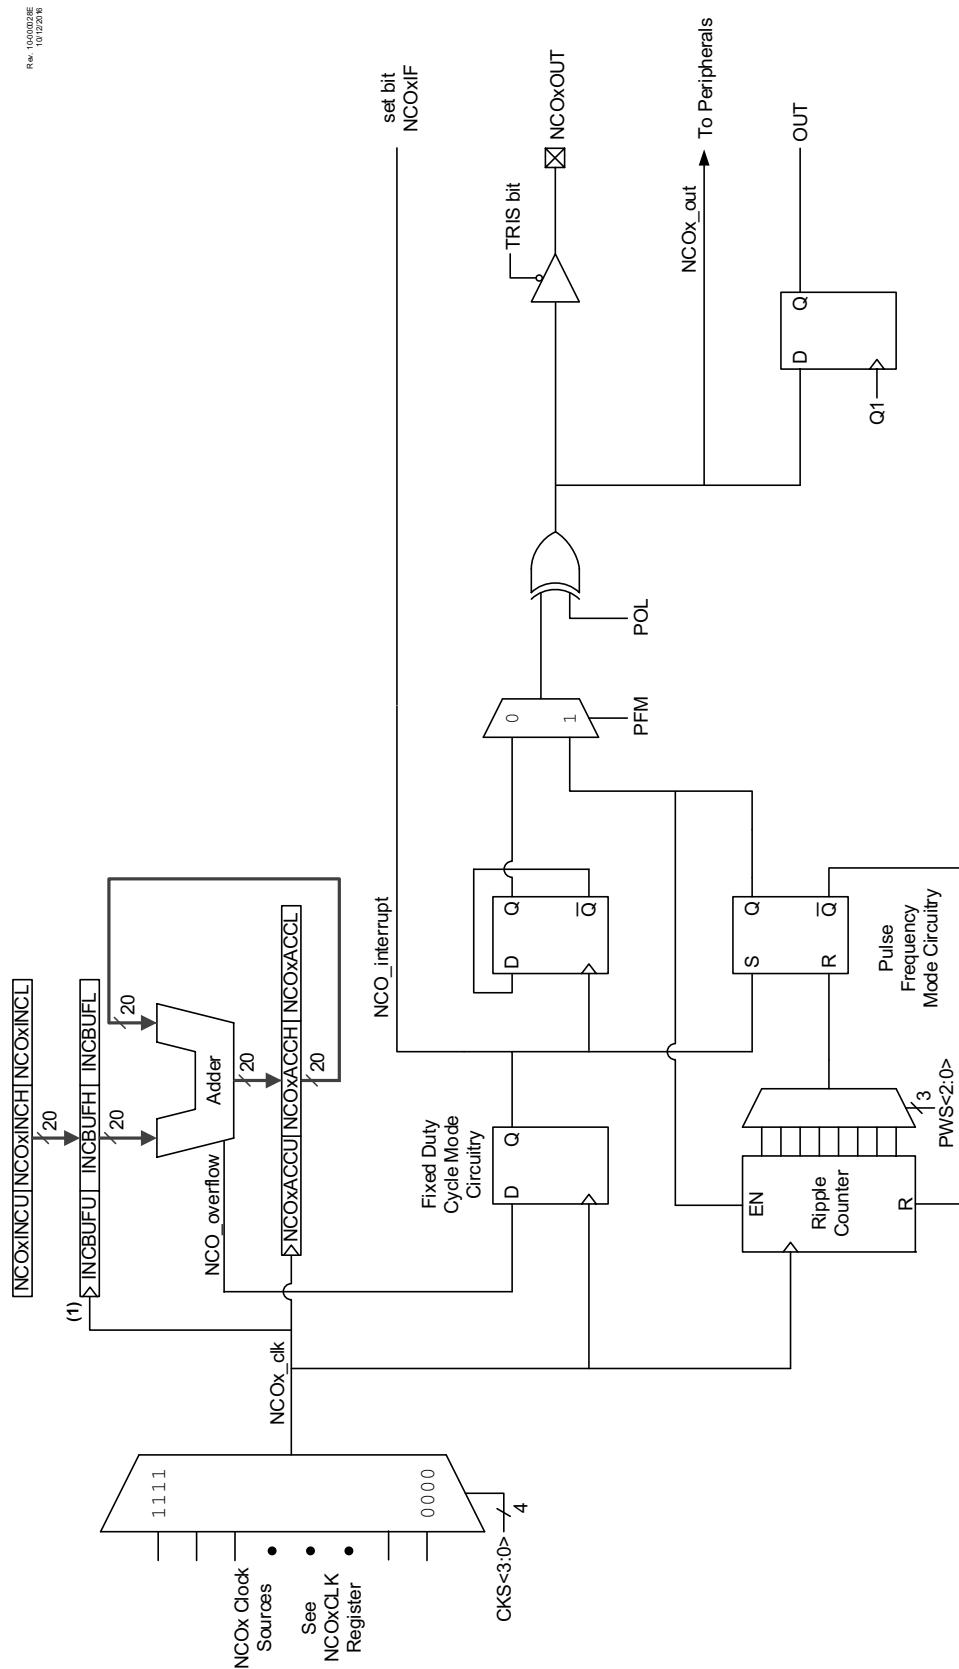 Rev. 10-000028E
10/12/2016
NCOxINCU NCOxINCH NCOxINCL
20
(1)
INCBUFU INCBUFH INCBUFL
20
20
Adder
NCO_overflow
20
NCOxACCU NCOxACCH NCOxACCL
20
NCOx_clk
1111
0000
NCOx Clock
Sources
See
NCOxCLK
Register
CKS<3:0>
4
set bit
NCOxIF
NCO_interrupt
Fixed Duty
Cycle Mode
Circuitry
D
Q
D
Q
Q
0
1
PFM
POL
TRIS bit
NCOxOUT
NCOx_out
To Peripherals
D
Q
Q1
OUT
EN
Ripple
Counter
R
3
PWS<2:0>
S
Q
R
Q
Pulse
Frequency
Mode Circuitry